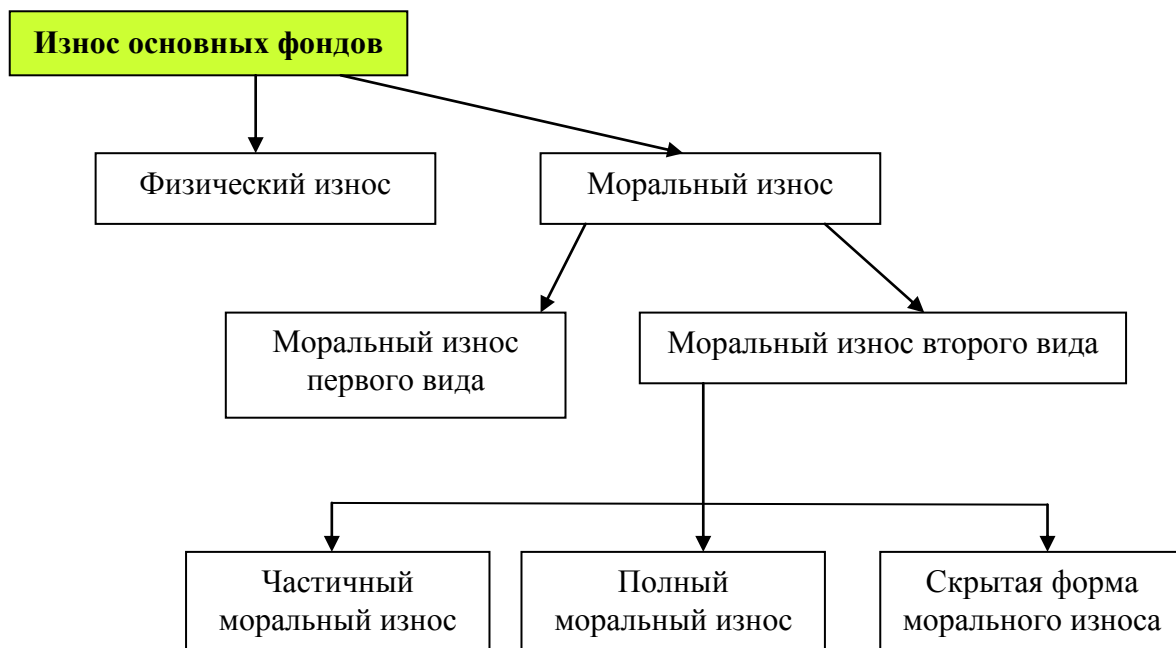 Износ основных фондов
Физический износ
Моральный износ
Моральный износ
первого вида
Моральный износ второго вида
Частичный
моральный износ
Полный
моральный износ
Скрытая форма
морального износа